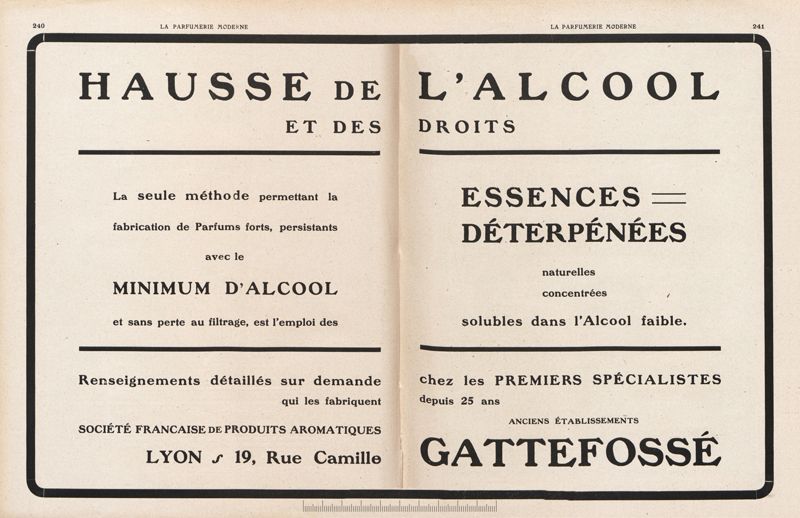 240
LA PARFUMERIE MODERNE
LA PARFUMERIE MODERNE
241
HAUSSE DE L'ALCOOL
ET DES DROITS
La seule méthode permettant la
fabrication de Parfums forts, persistants
avec le
MINIMUM D'ALCOOL
et sans perte au filtrage, est l'emploi des
ESSENCES
DÉTERPÉNÉES
naturelles
concentrées
solubles dans l'Alcool faible.
Renseignements détaillés sur demande chez les PREMIERS SPÉCIALISTES
qui les fabriquent depuis 25 ans
SOCIÉTÉ FRANCAISE DE PRODUITS AROMATIQUES
ANCIENS ÉTABLISSEMENTS
LYON 19, Rue Camille GATTEFOSSÉ